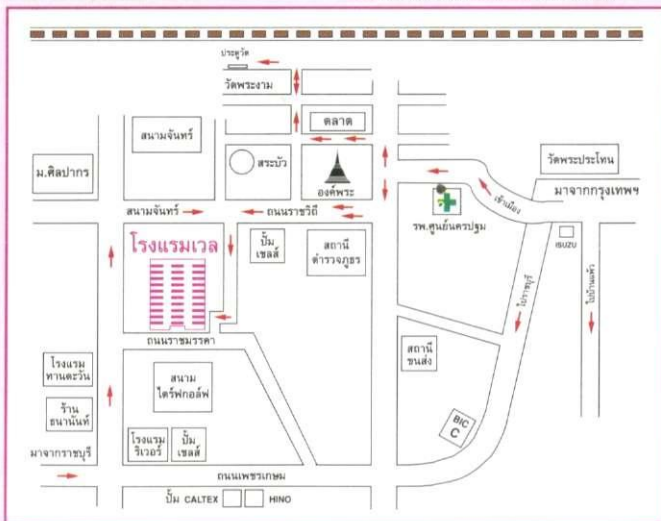 ประตูวัด
วัดพระงาม
ตลาด
สนามจันทร์
สระบัว
องค์พระ
ม.ศิลปากร
วัดพระประโทน
มาจากกรุงเทพฯ
เข้าเมือง
รพ.ศูนย์นครปฐม
ISUZU
สนามจันทร์
ถนนราชวิถี
โรงแรมเวล
ปั๊ม
เชลล์
สถานี
ตำรวจภูธร
ไปราชบุรี
ไปบ้านแพ้ว
ถนนราชมรรคา
สถานี
ขนส่ง
โรงแรม
ทานตะวัน
สนาม
ไดร์ฟกอล์ฟ
ร้าน
ธนานันท์
BIC
C
โรงแรม
ริเวอร์
ปั๊ม
เชลล์
มาจากราชบุรี
ถนนเพชรเกษม
ปั๊ม CALTEX
HINO